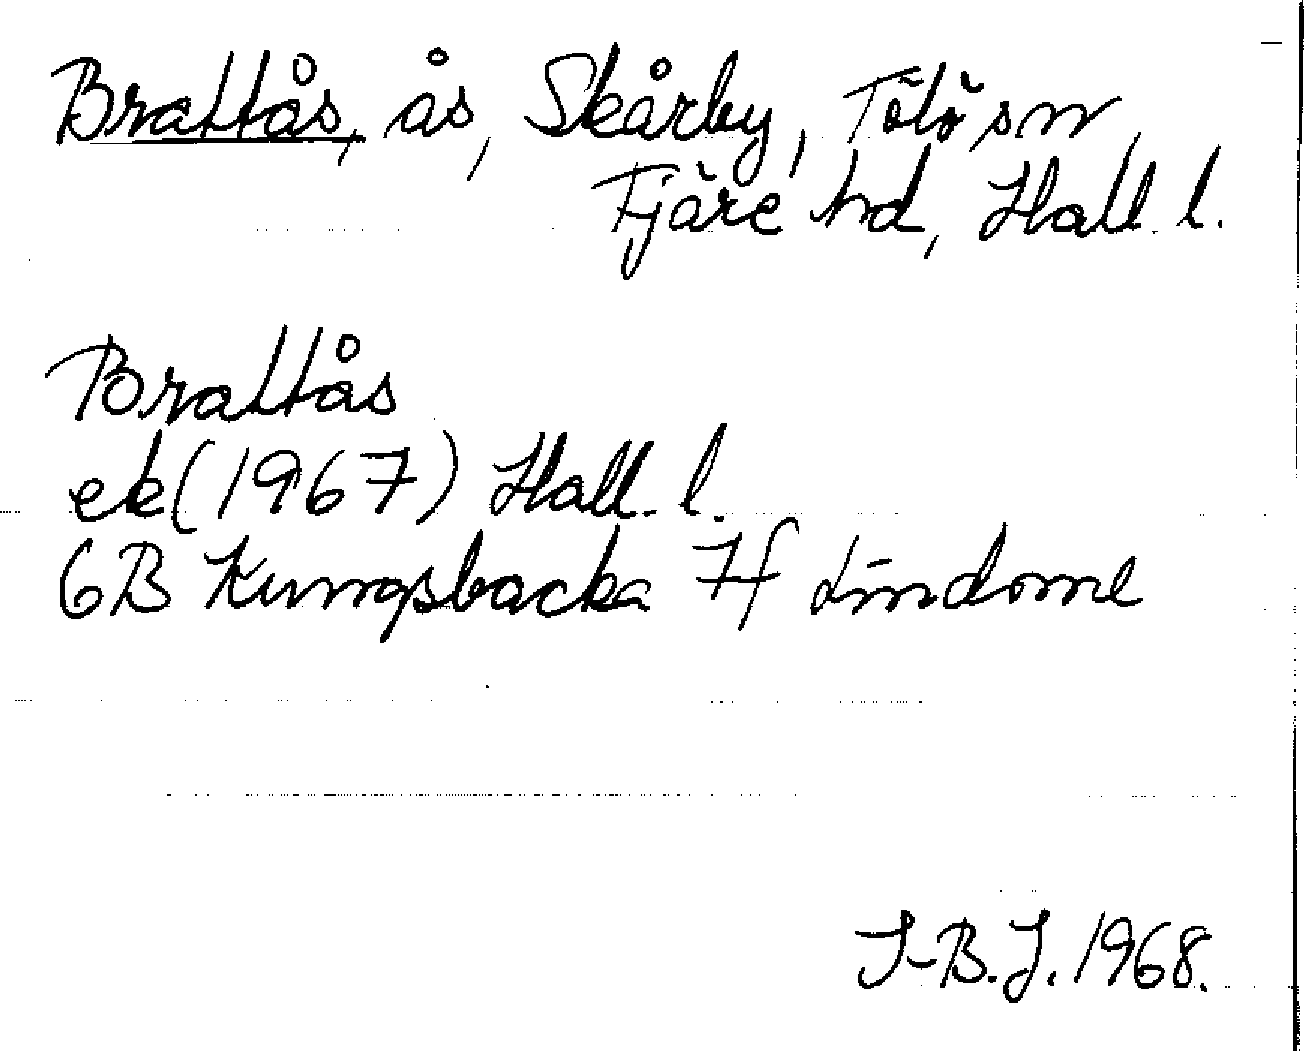 Brattås, ås, Skårby, Tölö sn,
Fjäre hd, Hall. l.
Brattås
ek (1967) Hall. l.
6B Kungsbacka 7f Lindome
I-B.J. 1968.